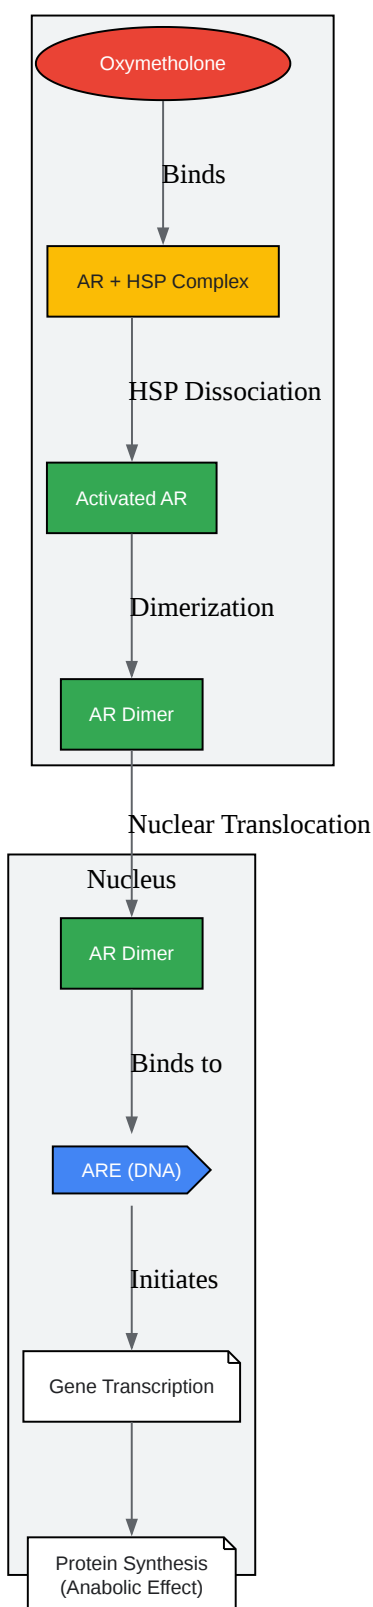 Oxymetholone
Binds
AR + HSP Complex
HSP Dissociation
Activated AR
Dimerization
AR Dimer
Nuclear Translocation
Nucleus
AR Dimer
Binds to
ARE (DNA)
Initiates
Gene Transcription
Protein Synthesis
(Anabolic Effect)